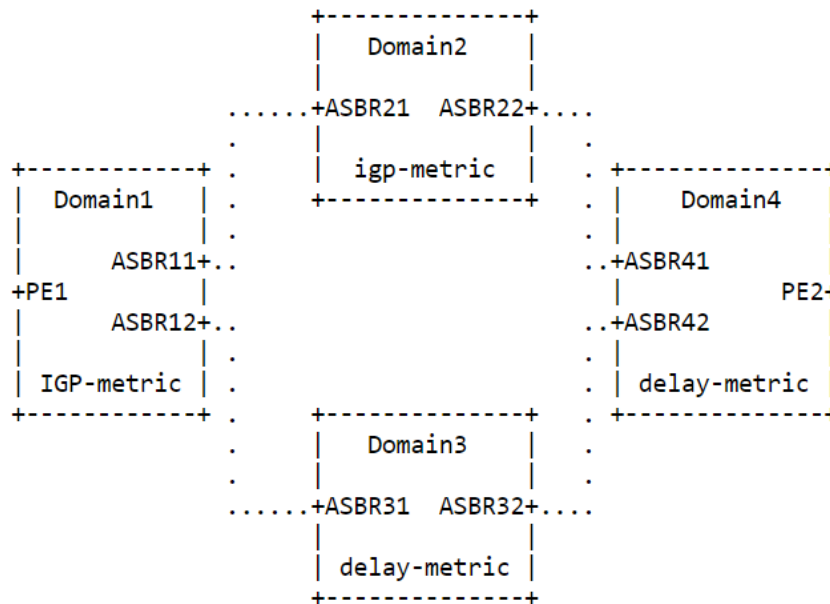 Domain2
ASBR21 ASBR22
igp-metric
Domain1 Domain4
ASBR11 ASBR41
PE1 PE2
ASBR12 ASBR42
IGP-metric delay-metric
Domain3
ASBR31 ASBR32
delay-metric